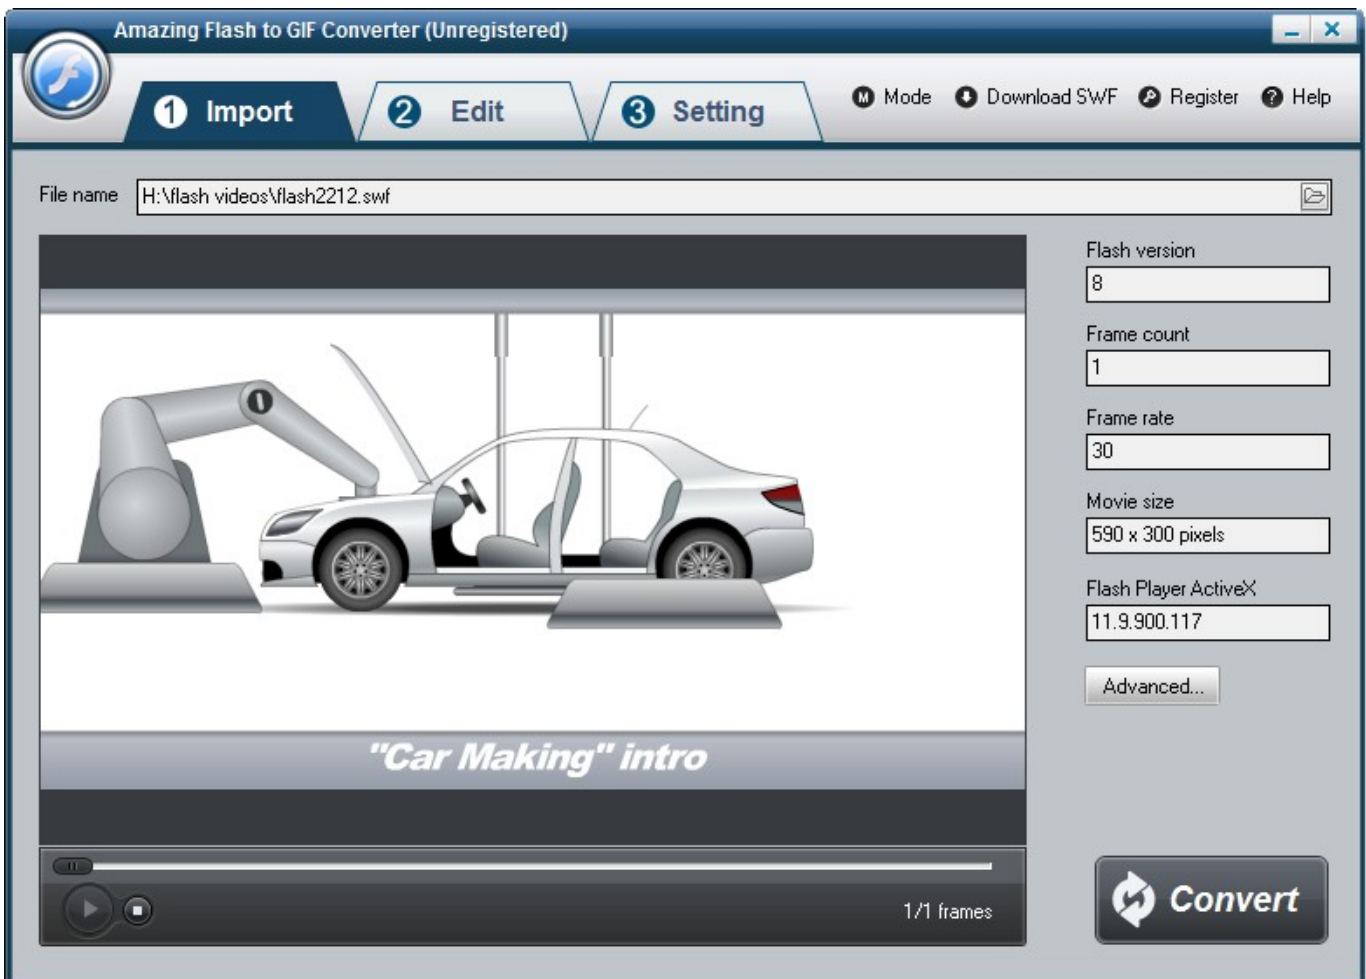 Amazing Flash to GIF Converter (Unregistered)
1 Import
2 Edit
3 Setting
M Mode
Download SWF
Register
? Help
File name
H:\flash videos\flash2212.swf
Flash version
8
Frame count
1
Frame rate
30
Movie size
590 x 300 pixels
Flash Player ActiveX
11.9.900.117
Advanced...
"Car Making" intro
1/1 frames
Convert